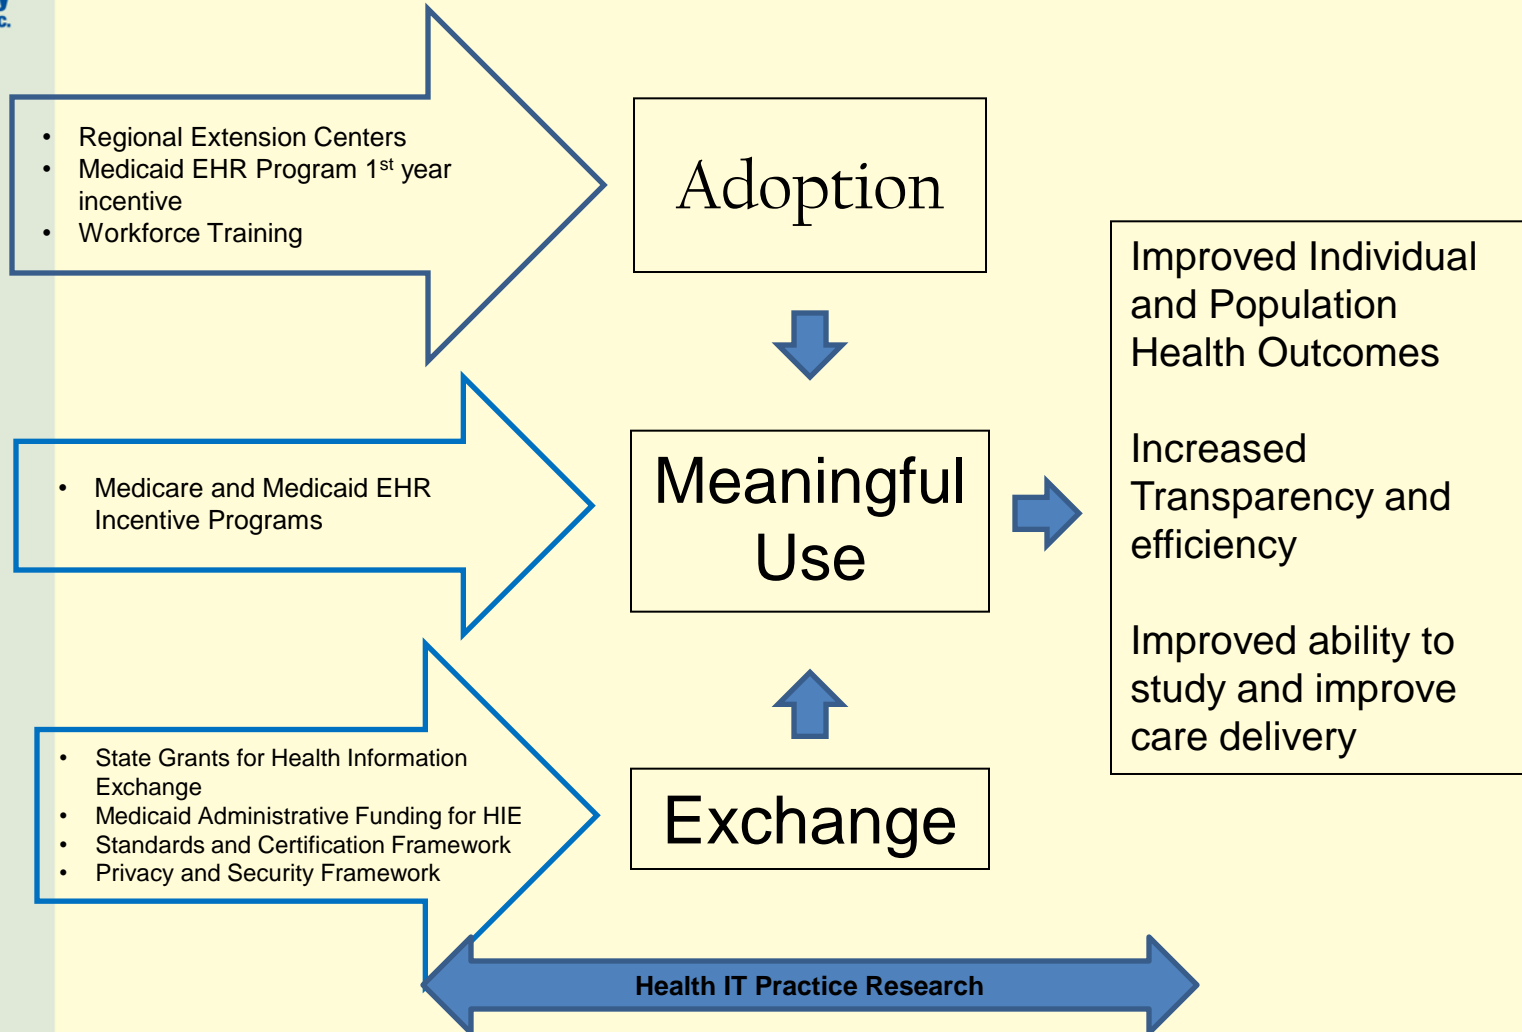 c.
• Regional Extension Centers
• Medicaid EHR Program 1st year
incentive
• Workforce Training
Adoption
• Medicare and Medicaid EHR
Incentive Programs
Meaningful
Use
Improved Individual
and Population
Health Outcomes
Increased
Transparency and
efficiency
Improved ability to
study and improve
care delivery
• State Grants for Health Information
Exchange
• Medicaid Administrative Funding for HIE
• Standards and Certification Framework
• Privacy and Security Framework
Exchange
Health IT Practice Research